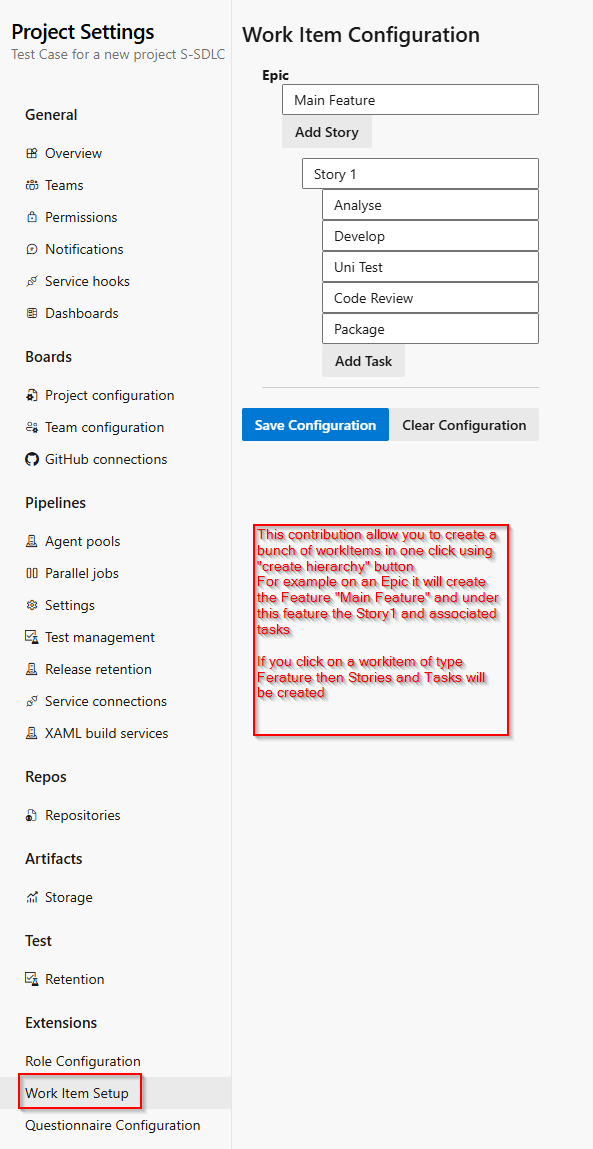 Project Settings
Test Case for a new project S-SDLC
General
Overview
Teams
Permissions
Notifications
Service hooks
Dashboards
Boards
Project configuration
Team configuration
GitHub connections
Pipelines
Agent pools
Parallel jobs
Settings
Test management
Release retention
Service connections
XAML build services
Repos
Repositories
Artifacts
Storage
Test
Retention
Extensions
Role Configuration
Work Item Setup
Questionnaire Configuration
Work Item Configuration
Epic
Main Feature
Add Story
Story 1
Analyse
Develop
Uni Test
Code Review
Package
Add Task
Save Configuration
Clear Configuration
This contribution allow you to create a
bunch of workItems in one click using
"create hierarchy" button
For example on an Epic it will create
the Feature "Main Feature" and under
this feature the Story1 and associated
tasks
If you click on a workitem of type
Ferature then Stories and Tasks will
be created